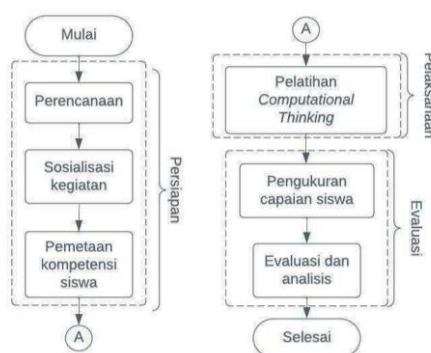 Mulai
Perencanaan
Sosialisasi
kegiatan
Pemetaan
kompetensi
siswa
A
Persiapan
A
Pelatihan
Computational
Thinking
Pelaksanaan
Pengukuran
capaian siswa
Evaluasi dan
analisis
Evaluasi
Selesai